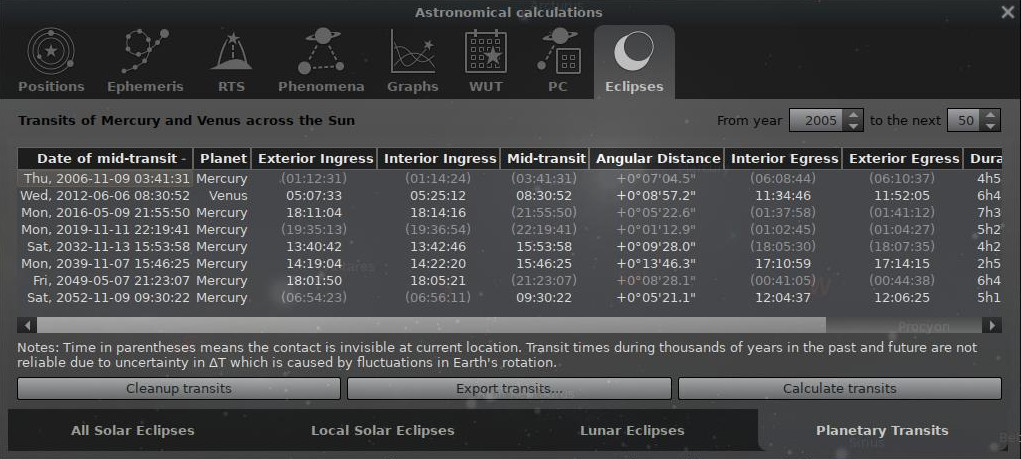 Astronomical calculations
Positions Ephemeris RTS Phenomena Graphs WUT PC Eclipses
Transits of Mercury and Venus across the Sun From year 2005 to the next 50
Date of mid-transit Planet Exterior Ingress Interior Ingress Mid-transit Angular Distance Interior Egress Exterior Egress Dura
Thu, 2006-11-09 03:41:31 Mercury (01:12:31) (01:14:24) (03:41:31) +0°07'04.5" (06:08:44) (06:10:37) 4h5
Wed, 2012-06-06 08:30:52 Venus 05:07:33 05:25:12 08:30:52 +0°08'57.2" 11:34:46 11:52:05 6h4
Mon, 2016-05-09 21:55:50 Mercury 18:11:04 18:14:16 (21:55:50) +0°05'22.6" (01:37:58) (01:41:12) 7h3
Mon, 2019-11-11 22:19:41 Mercury (19:35:13) (19:36:54) (22:19:41) +0°01'12.9" (01:02:45) (01:04:27) 5h2
Sat, 2032-11-13 15:53:58 Mercury 13:40:42 13:42:46 15:53:58 +0°09'28.0" (18:05:30) (18:07:35) 4h2
Mon, 2039-11-07 15:46:25 Mercury 14:19:04 14:22:20 15:46:25 +0°13'46.3" 17:10:59 17:14:15 2h5
Fri, 2049-05-07 21:23:07 Mercury 18:01:50 18:05:21 (21:23:07) +0°08'28.1" (00:41:05) (00:44:38) 6h4
Sat, 2052-11-09 09:30:22 Mercury (06:54:23) (06:56:11) 09:30:22 +0°05'21.1" 12:04:37 12:06:25 5h1
Procyon
Notes: Time in parentheses means the contact is invisible at current location. Transit times during thousands of years in the past and future are not
reliable due to uncertainty in ΔT which is caused by fluctuations in Earth's rotation.
Cleanup transits Export transits... Calculate transits
All Solar Eclipses Local Solar Eclipses Lunar Eclipses Planetary Transits
Sirius